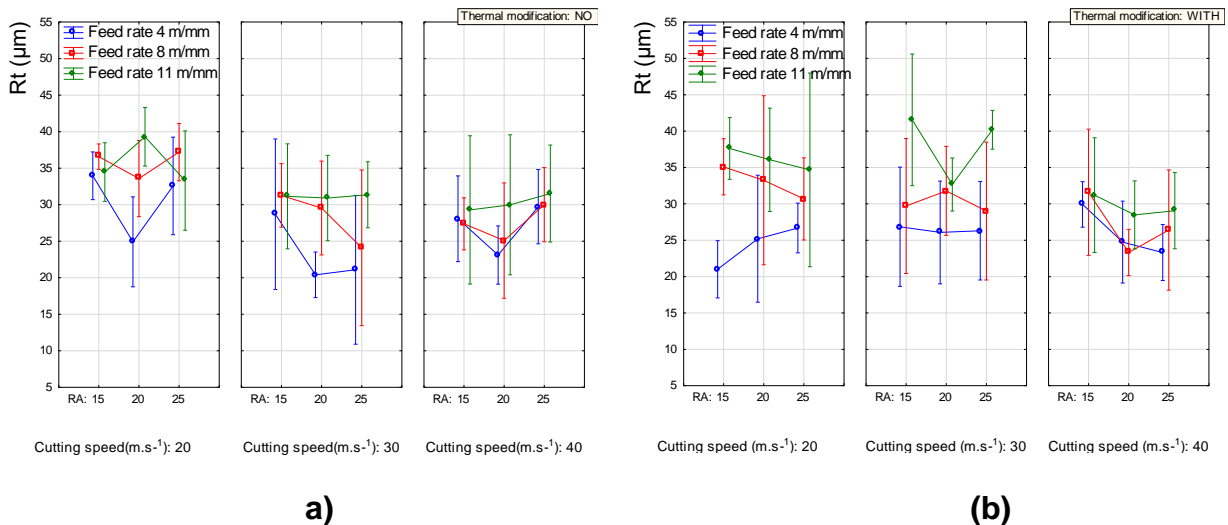 Thermal modification: NO
Feed rate 4 m/mm
Feed rate 8 m/mm
Feed rate 11 m/mm
Rt (µm)
55
50
45
40
35
30
25
20
15
10
5
RA: 15 20 25
RA: 15 20 25
RA: 15 20 25
Cutting speed(m.s-1): 20
Cutting speed(m.s-1): 30
Cutting speed(m.s-1): 40
a)
Thermal modification: WITH
Feed rate 4 m/mm
Feed rate 8 m/mm
Feed rate 11 m/mm
Rt (µm)
55
50
45
40
35
30
25
20
15
10
5
RA: 15 20 25
RA: 15 20 25
RA: 15 20 25
Cutting speed (m.s-1): 20
Cutting speed (m.s-1): 30
Cutting speed (m.s-1): 40
(b)